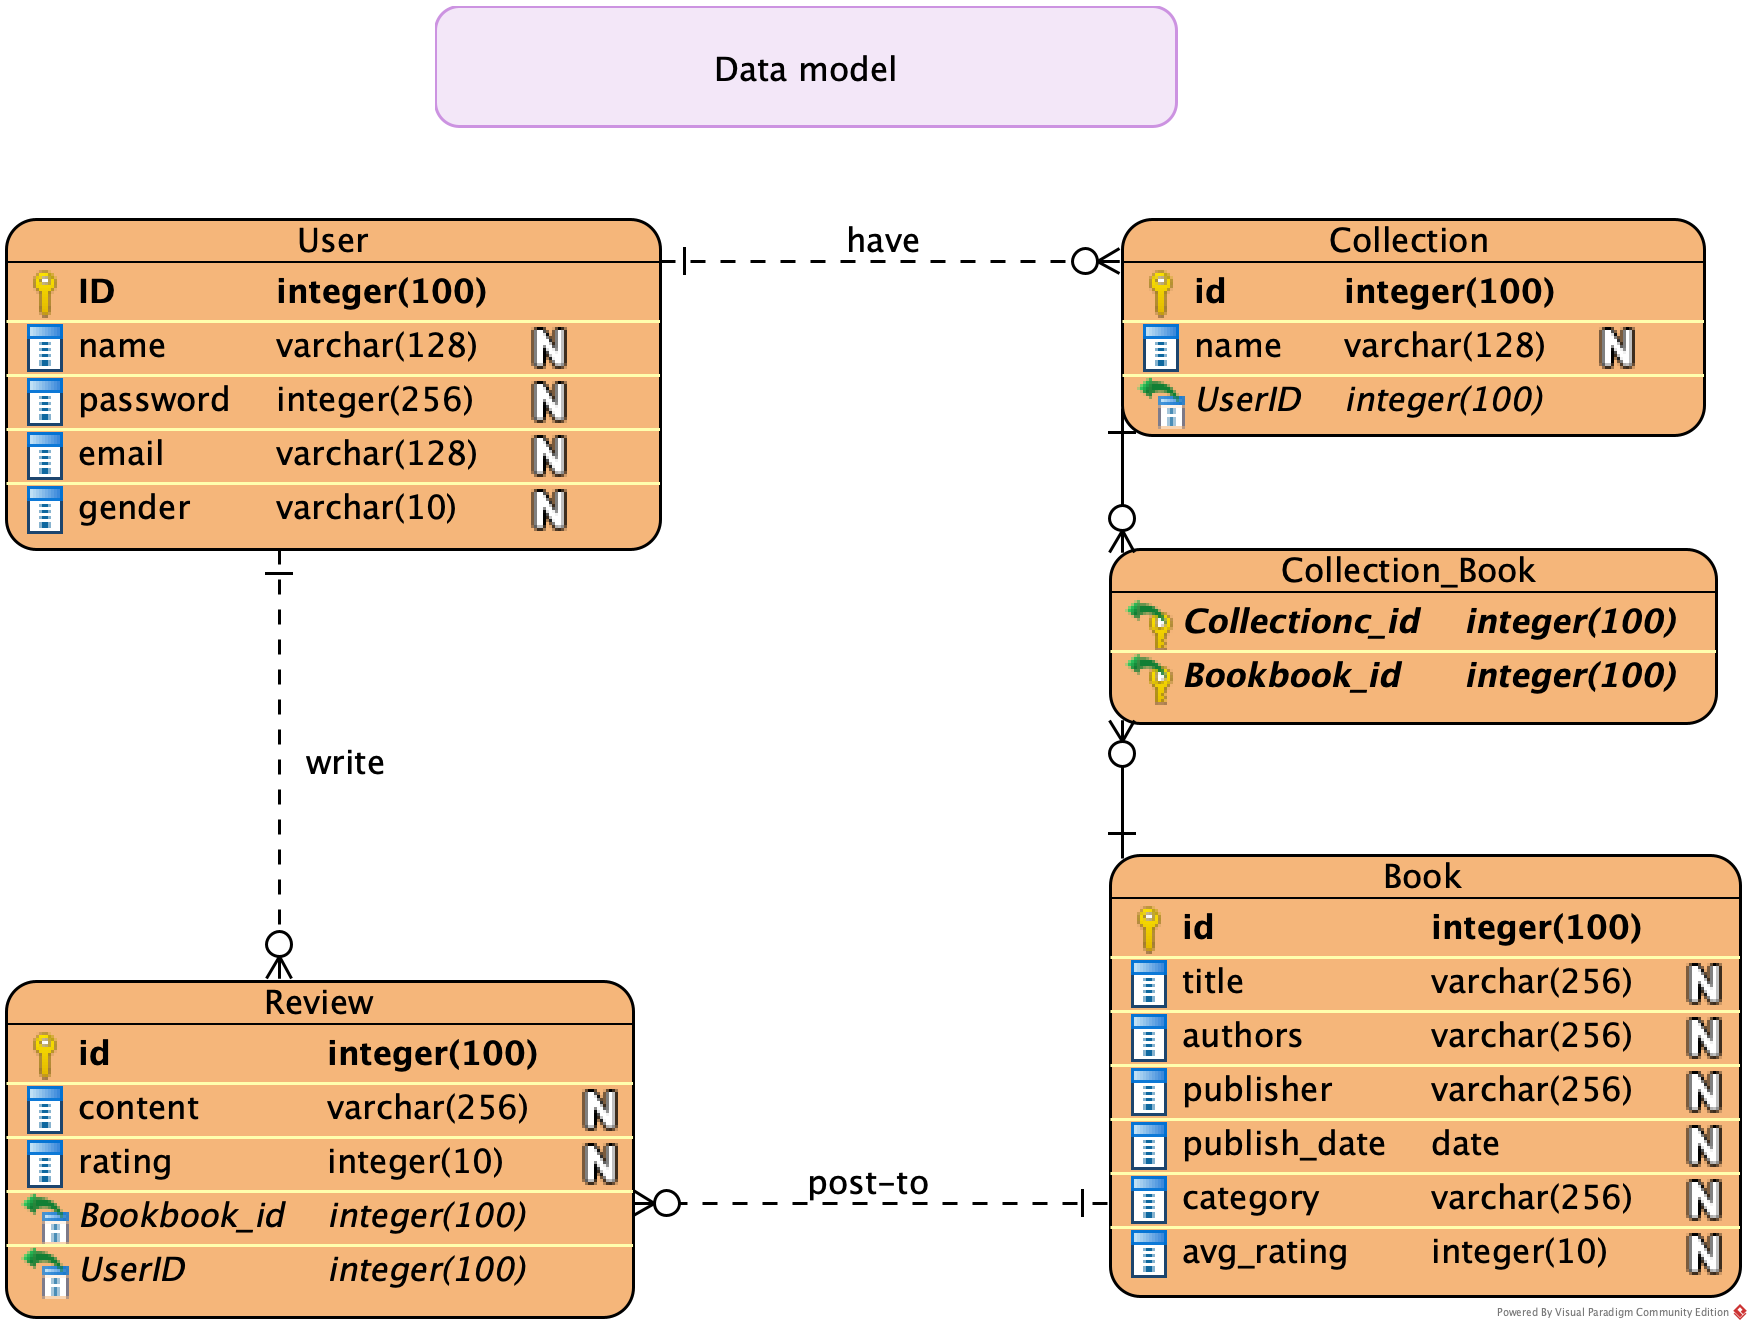 Data model
User
ID integer(100)
name varchar(128) N
password integer(256) N
email varchar(128) N
gender varchar(10) N
have
Collection
id integer(100)
name varchar(128) N
UserID integer(100)
Collection_Book
Collectionc_id integer(100)
Bookbook_id integer(100)
write
Review
id integer(100)
content varchar(256) N
rating integer(10) N
Bookbook_id integer(100)
UserID integer(100)
post-to
Book
id integer(100)
title varchar(256) N
authors varchar(256) N
publisher varchar(256) N
publish_date date N
category varchar(256) N
avg_rating integer(10) N
Powered By Visual Paradigm Community Edition